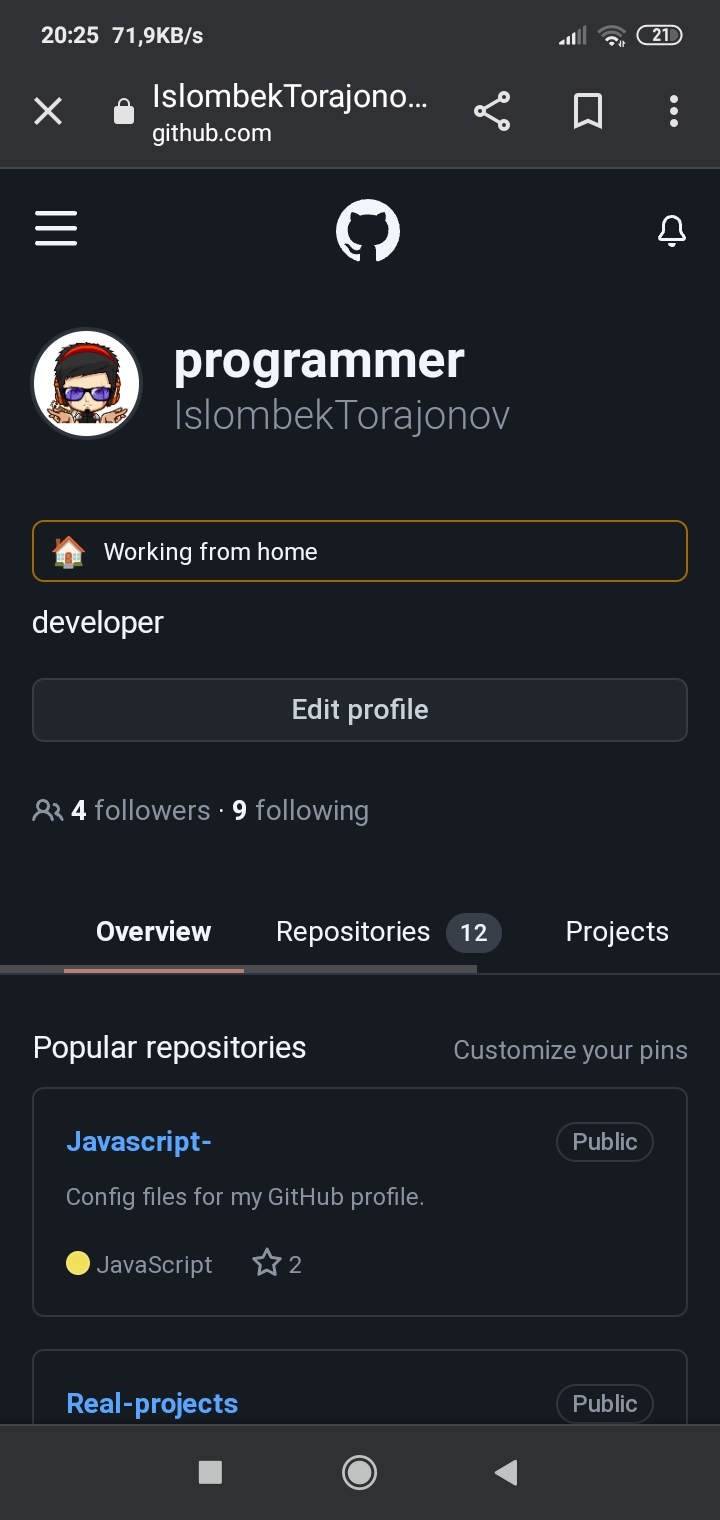 20:25 71,9KB/s 21
IslombekTorajono...
github.com
programmer
IslombekTorajonov
Working from home
developer
Edit profile
4 followers · 9 following
Overview Repositories 12 Projects
Popular repositories Customize your pins
Javascript- Public
Config files for my GitHub profile.
JavaScript 2
Real-projects Public